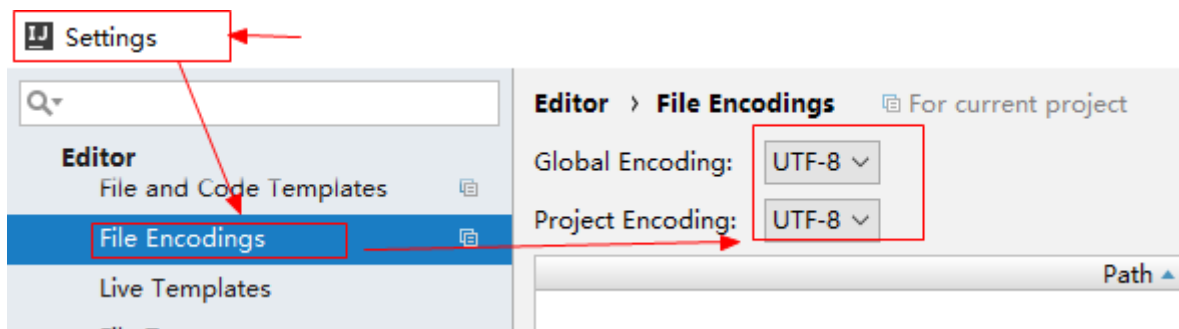 IJ Settings
Editor
File and Code Templates
File Encodings
Live Templates
Editor › File Encodings For current project
Global Encoding: UTF-8
Project Encoding: UTF-8
Path